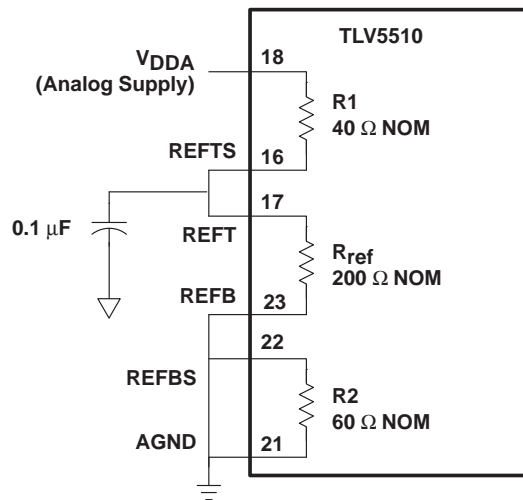 TLV5510
VDDA
(Analog Supply)
18
R1
40 Ω NOM
REFTS
16
17
0.1 μF
REFT
Rref
200 Ω NOM
REFB
23
22
REFBS
R2
60 Ω NOM
AGND
21